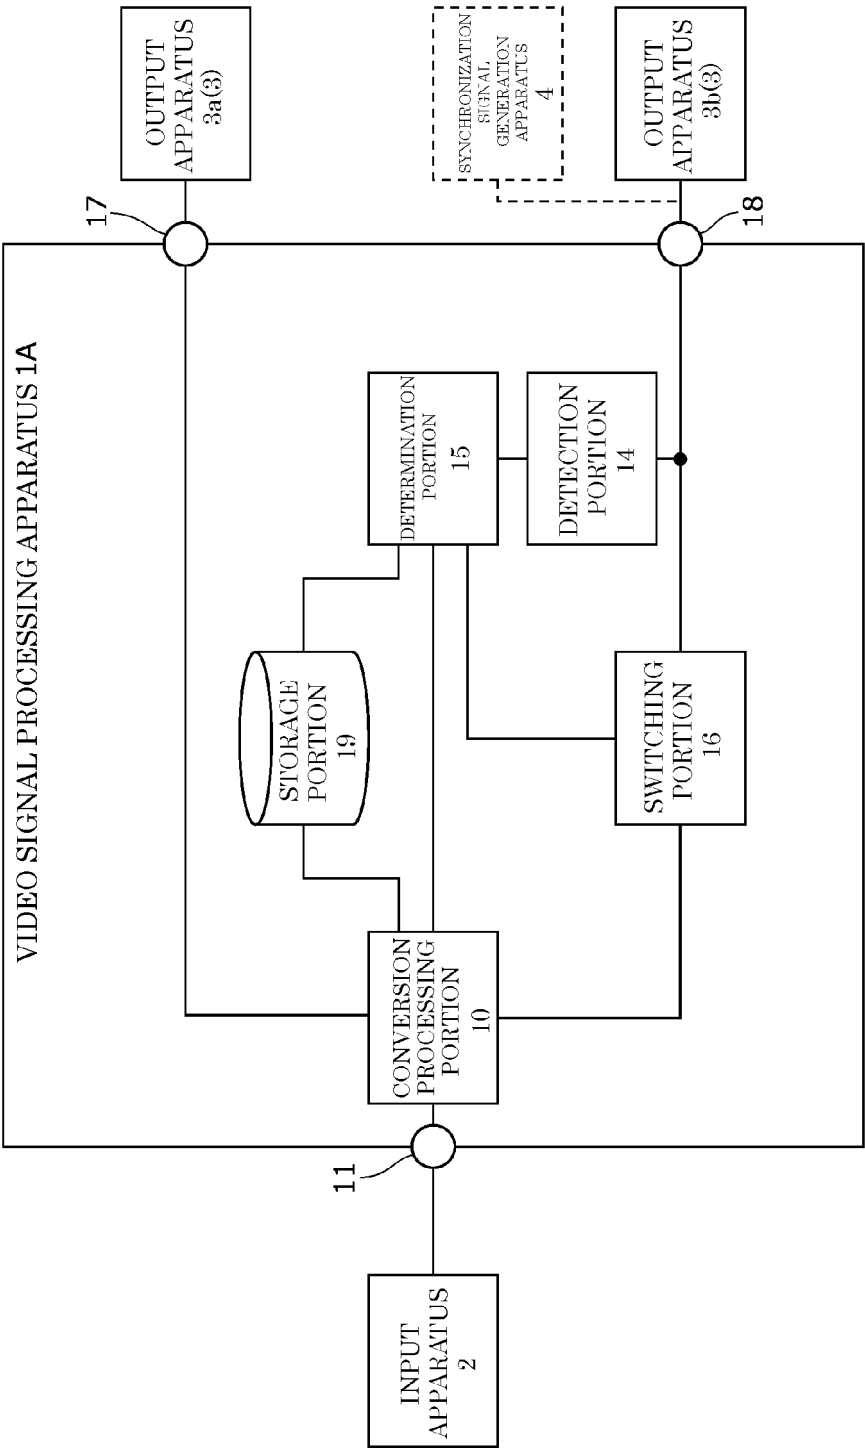 VIDEO SIGNAL PROCESSING APPARATUS 1A
INPUT
APPARATUS
2
11
CONVERSION
PROCESSING
PORTION
10
STORAGE
PORTION
19
DETERMINATION
PORTION
15
DETECTION
PORTION
14
SWITCHING
PORTION
16
17
OUTPUT
APPARATUS
3a(3)
SYNCHRONIZATION
SIGNAL
GENERATION
APPARATUS
4
18
OUTPUT
APPARATUS
3b(3)